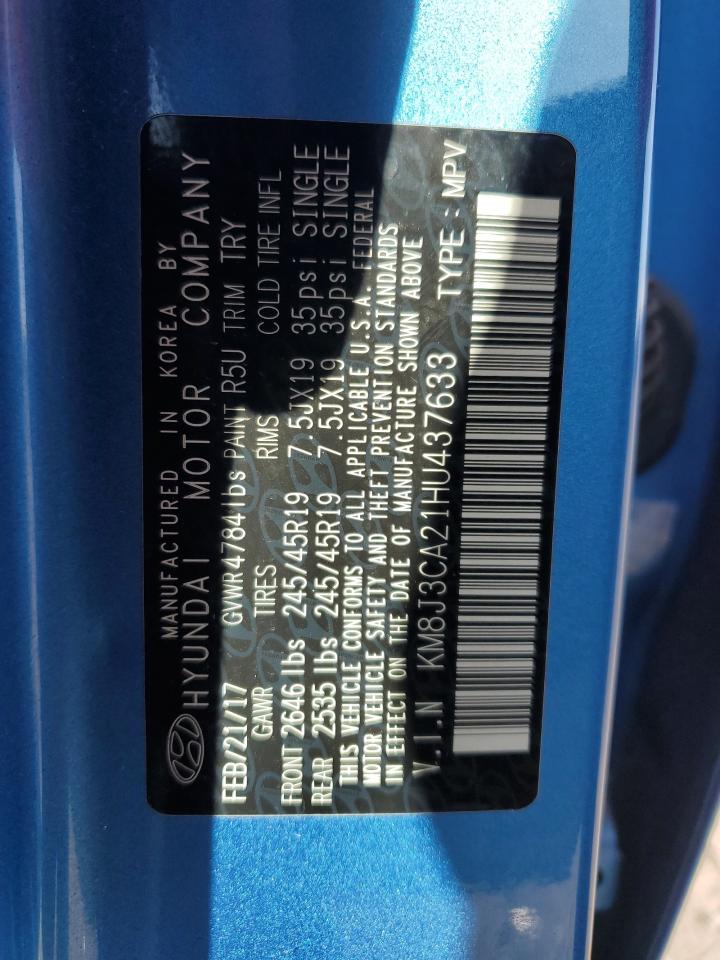 MANUFACTURED IN KOREA BY
HYUNDAI MOTOR COMPANY
FEB/21/17 GVWR 4784 lbs PAINT R5U TRIM TRY
GAWR TIRES RIMS COLD TIRE INFL
FRONT 2646 lbs 245/45R19 7.5JX19 35psi SINGLE
REAR 2535 lbs 245/45R19 7.5JX19 35psi SINGLE
THIS VEHICLE CONFORMS TO ALL APPLICABLE U.S.A. FEDERAL
MOTOR VEHICLE SAFETY AND THEFT PREVENTION STANDARDS
IN EFFECT ON THE DATE OF MANUFACTURE SHOWN ABOVE
V.I.N KM8J3CA21HU437633 TYPE : MPV